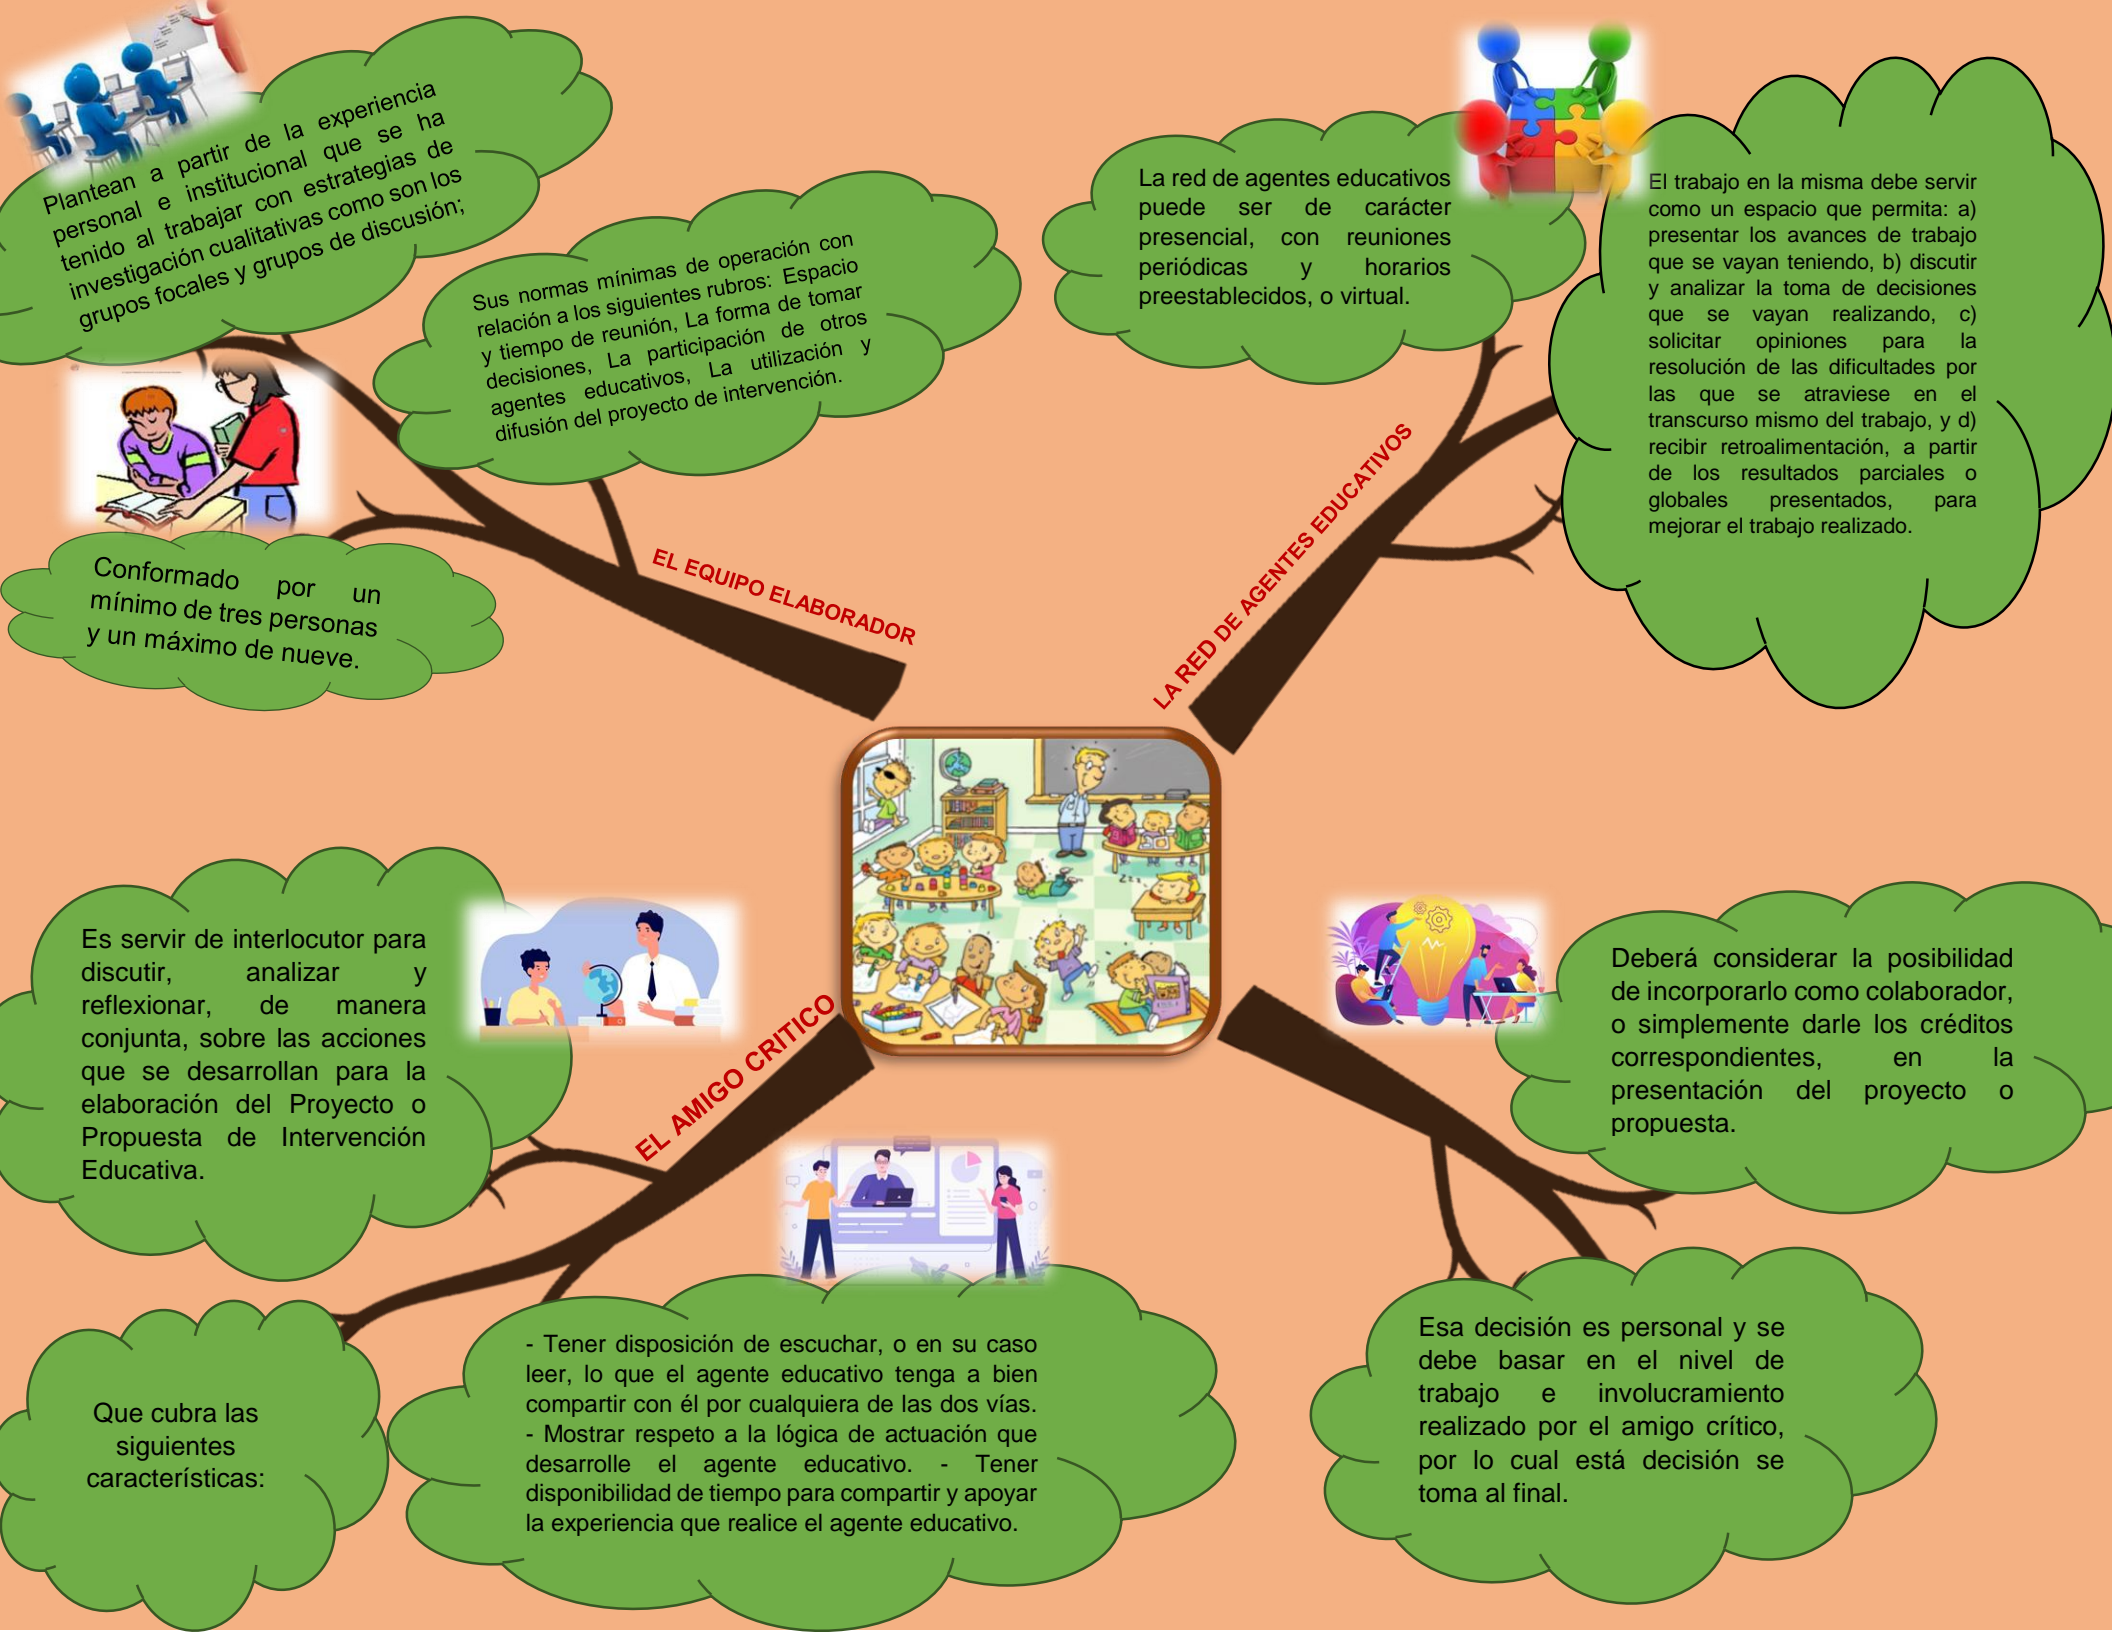 Plantean a partir de la experiencia
personal e institucional que se ha
tenido al trabajar con estrategias de
investigación cualitativas como son los
grupos focales y grupos de discusión;
Sus normas mínimas de operación con
relación a los siguientes rubros: Espacio
y tiempo de reunión, La forma de tomar
decisiones, La participación de otros
agentes educativos, La utilización y
difusión del proyecto de intervención.
Conformado por un
mínimo de tres personas
y un máximo de nueve.
EL EQUIPO ELABORADOR
La red de agentes educativos
puede ser de carácter
presencial, con reuniones
periódicas y horarios
preestablecidos, o virtual.
El trabajo en la misma debe servir
como un espacio que permita: a)
presentar los avances de trabajo
que se vayan teniendo, b) discutir
y analizar la toma de decisiones
que se vayan realizando, c)
solicitar opiniones para la
resolución de las dificultades por
las que se atraviese en el
transcurso mismo del trabajo, y d)
recibir retroalimentación, a partir
de los resultados parciales o
globales presentados, para
mejorar el trabajo realizado.
LA RED DE AGENTES EDUCATIVOS
zzz
Es servir de interlocutor para
discutir, analizar y
reflexionar, de manera
conjunta, sobre las acciones
que se desarrollan para la
elaboración del Proyecto o
Propuesta de Intervención
Educativa.
EL AMIGO CRITICO
Que cubra las
siguientes
características:
- Tener disposición de escuchar, o en su caso
leer, lo que el agente educativo tenga a bien
compartir con él por cualquiera de las dos vías.
- Mostrar respeto a la lógica de actuación que
desarrolle el agente educativo. - Tener
disponibilidad de tiempo para compartir y apoyar
la experiencia que realice el agente educativo.
Deberá considerar la posibilidad
de incorporarlo como colaborador,
o simplemente darle los créditos
correspondientes, en la
presentación del proyecto o
propuesta.
Esa decisión es personal y se
debe basar en el nivel de
trabajo e involucramiento
realizado por el amigo crítico,
por lo cual está decisión se
toma al final.